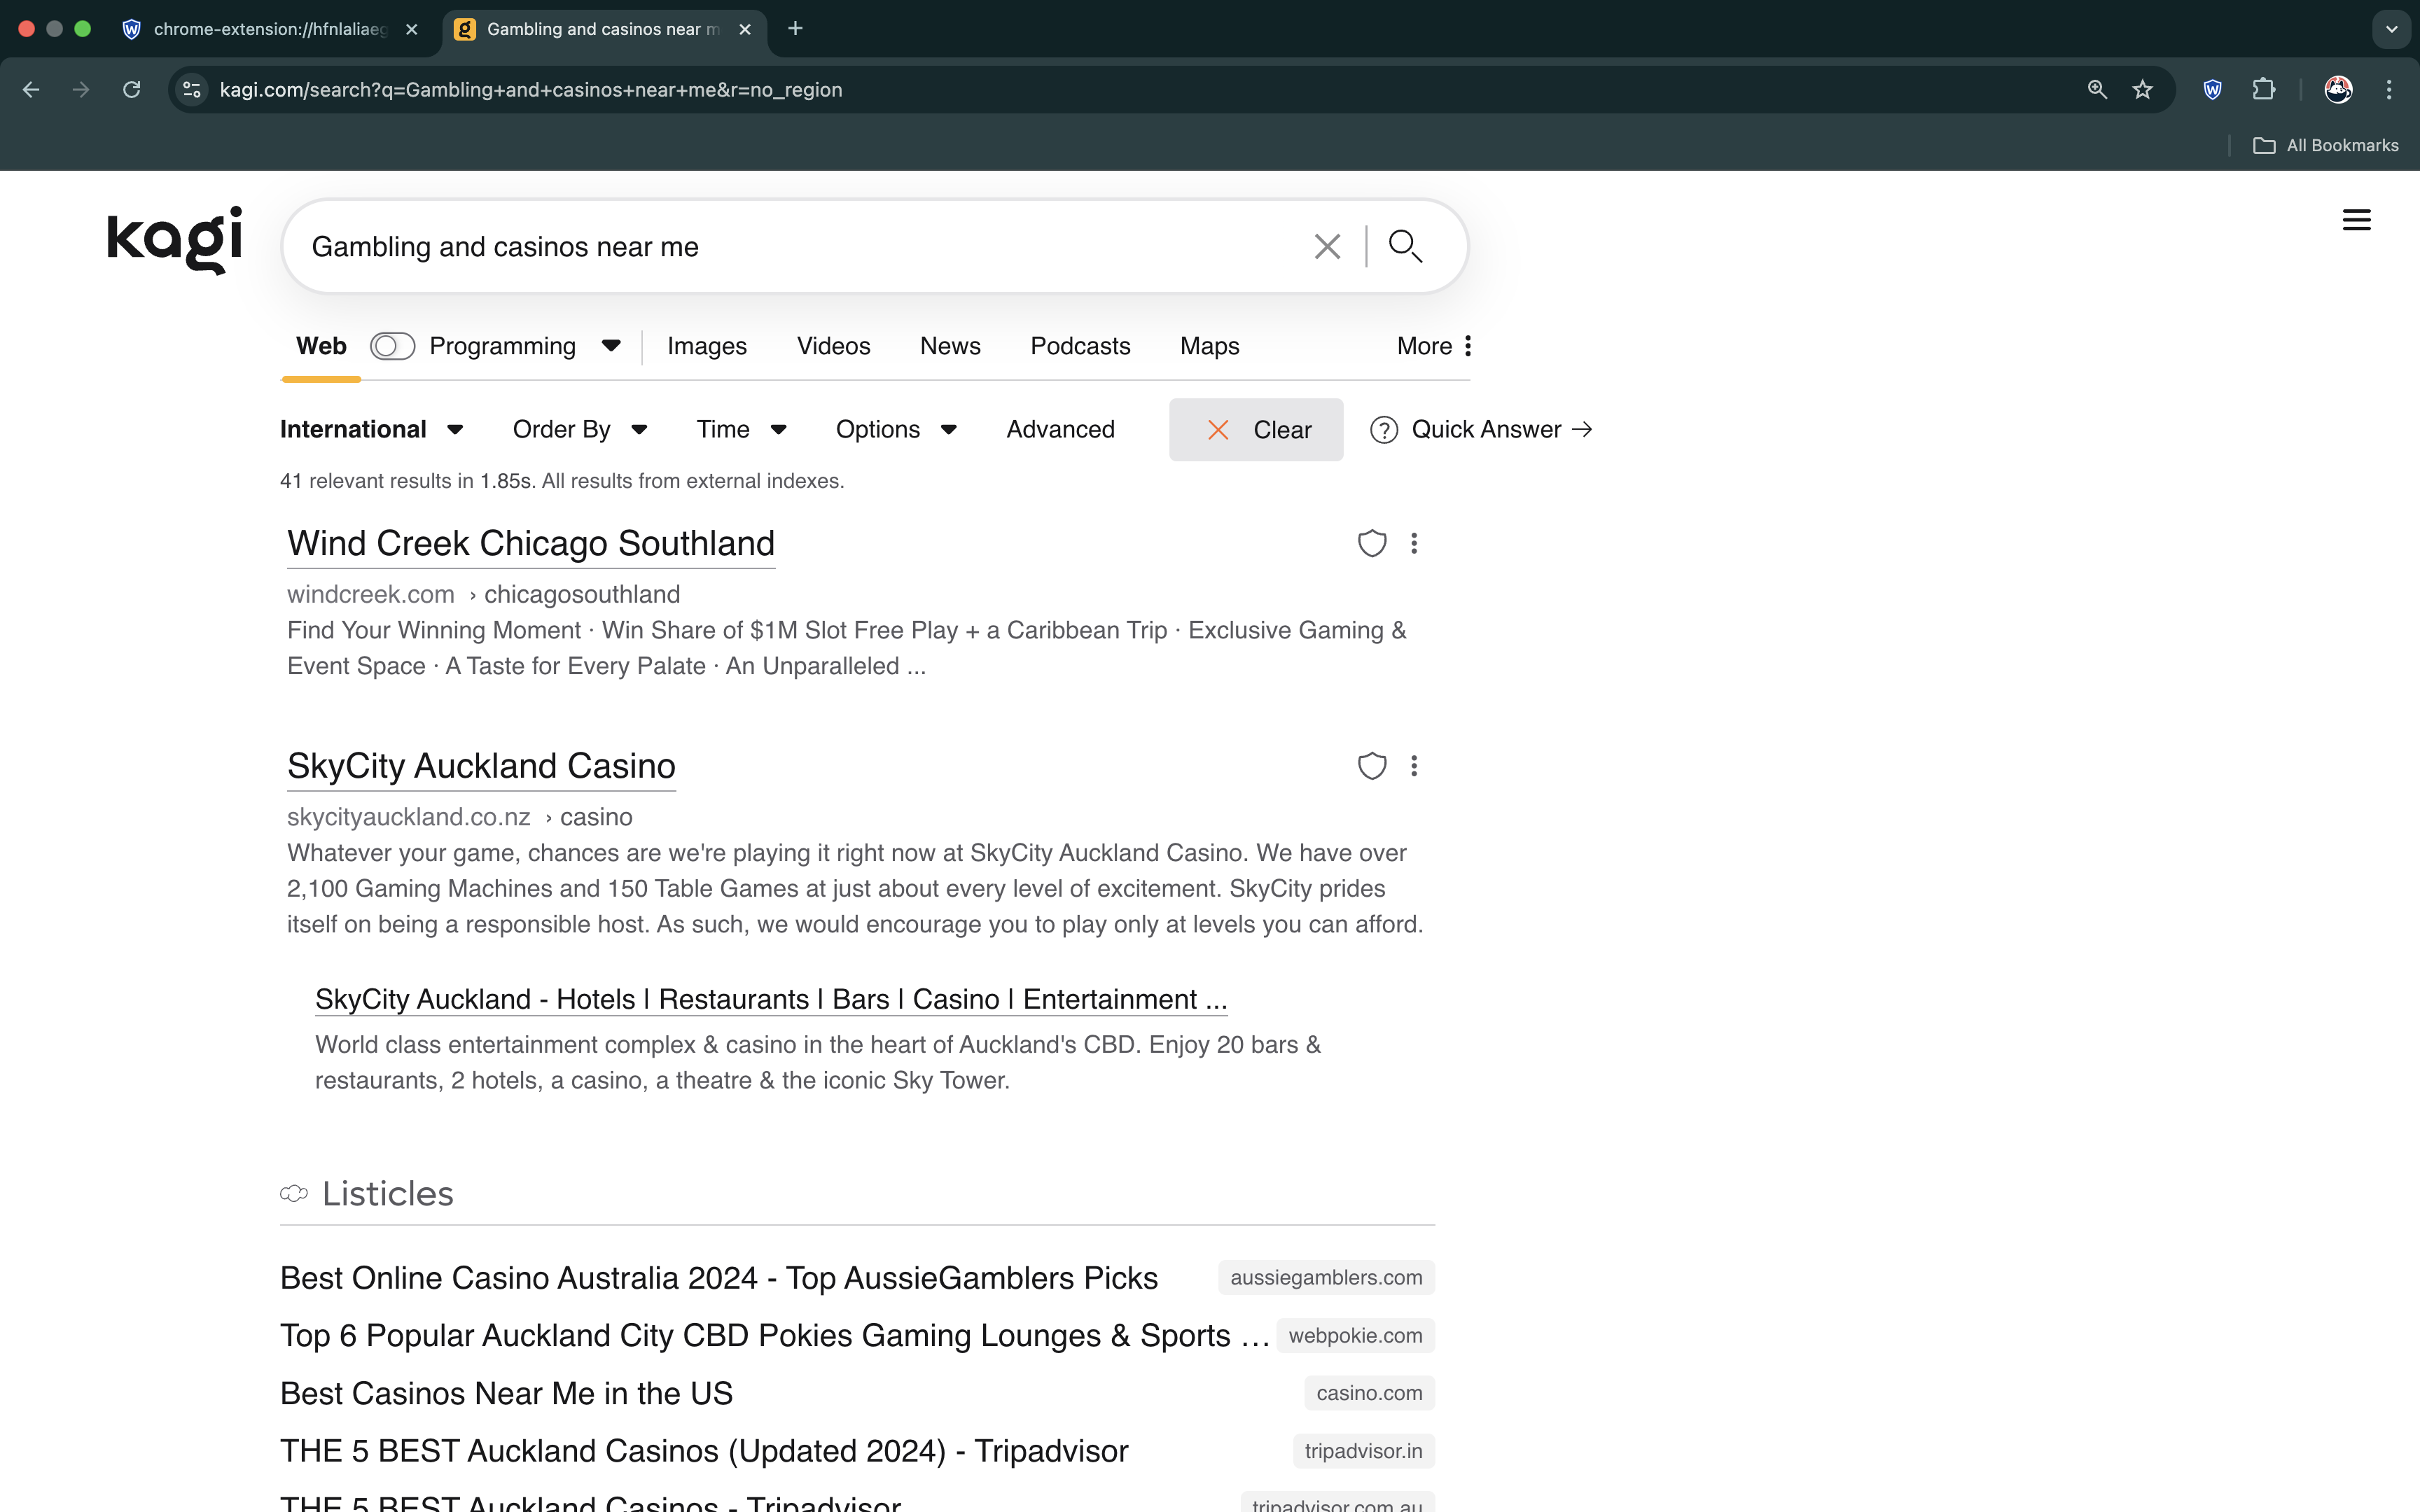 chrome-extension://hfnlaliaeg
Gambling and casinos near m
kagi.com/search?q=Gambling+and+casinos+near+me&r=no_region
All Bookmarks
kagi
Gambling and casinos near me
Web Programming Images Videos News Podcasts Maps More
International Order By Time Options Advanced Clear Quick Answer →
41 relevant results in 1.85s. All results from external indexes.
Wind Creek Chicago Southland
windcreek.com › chicagosouthland
Find Your Winning Moment · Win Share of $1M Slot Free Play + a Caribbean Trip · Exclusive Gaming &
Event Space · A Taste for Every Palate · An Unparalleled ...
SkyCity Auckland Casino
skycityauckland.co.nz › casino
Whatever your game, chances are we're playing it right now at SkyCity Auckland Casino. We have over
2,100 Gaming Machines and 150 Table Games at just about every level of excitement. SkyCity prides
itself on being a responsible host. As such, we would encourage you to play only at levels you can afford.
SkyCity Auckland - Hotels | Restaurants | Bars | Casino | Entertainment ...
World class entertainment complex & casino in the heart of Auckland's CBD. Enjoy 20 bars &
restaurants, 2 hotels, a casino, a theatre & the iconic Sky Tower.
Listicles
Best Online Casino Australia 2024 - Top AussieGamblers Picks aussiegamblers.com
Top 6 Popular Auckland City CBD Pokies Gaming Lounges & Sports … webpokie.com
Best Casinos Near Me in the US casino.com
THE 5 BEST Auckland Casinos (Updated 2024) - Tripadvisor tripadvisor.in
THE 5 BEST Auckland Casinos - Tripadvisor tripadvisor.com.au